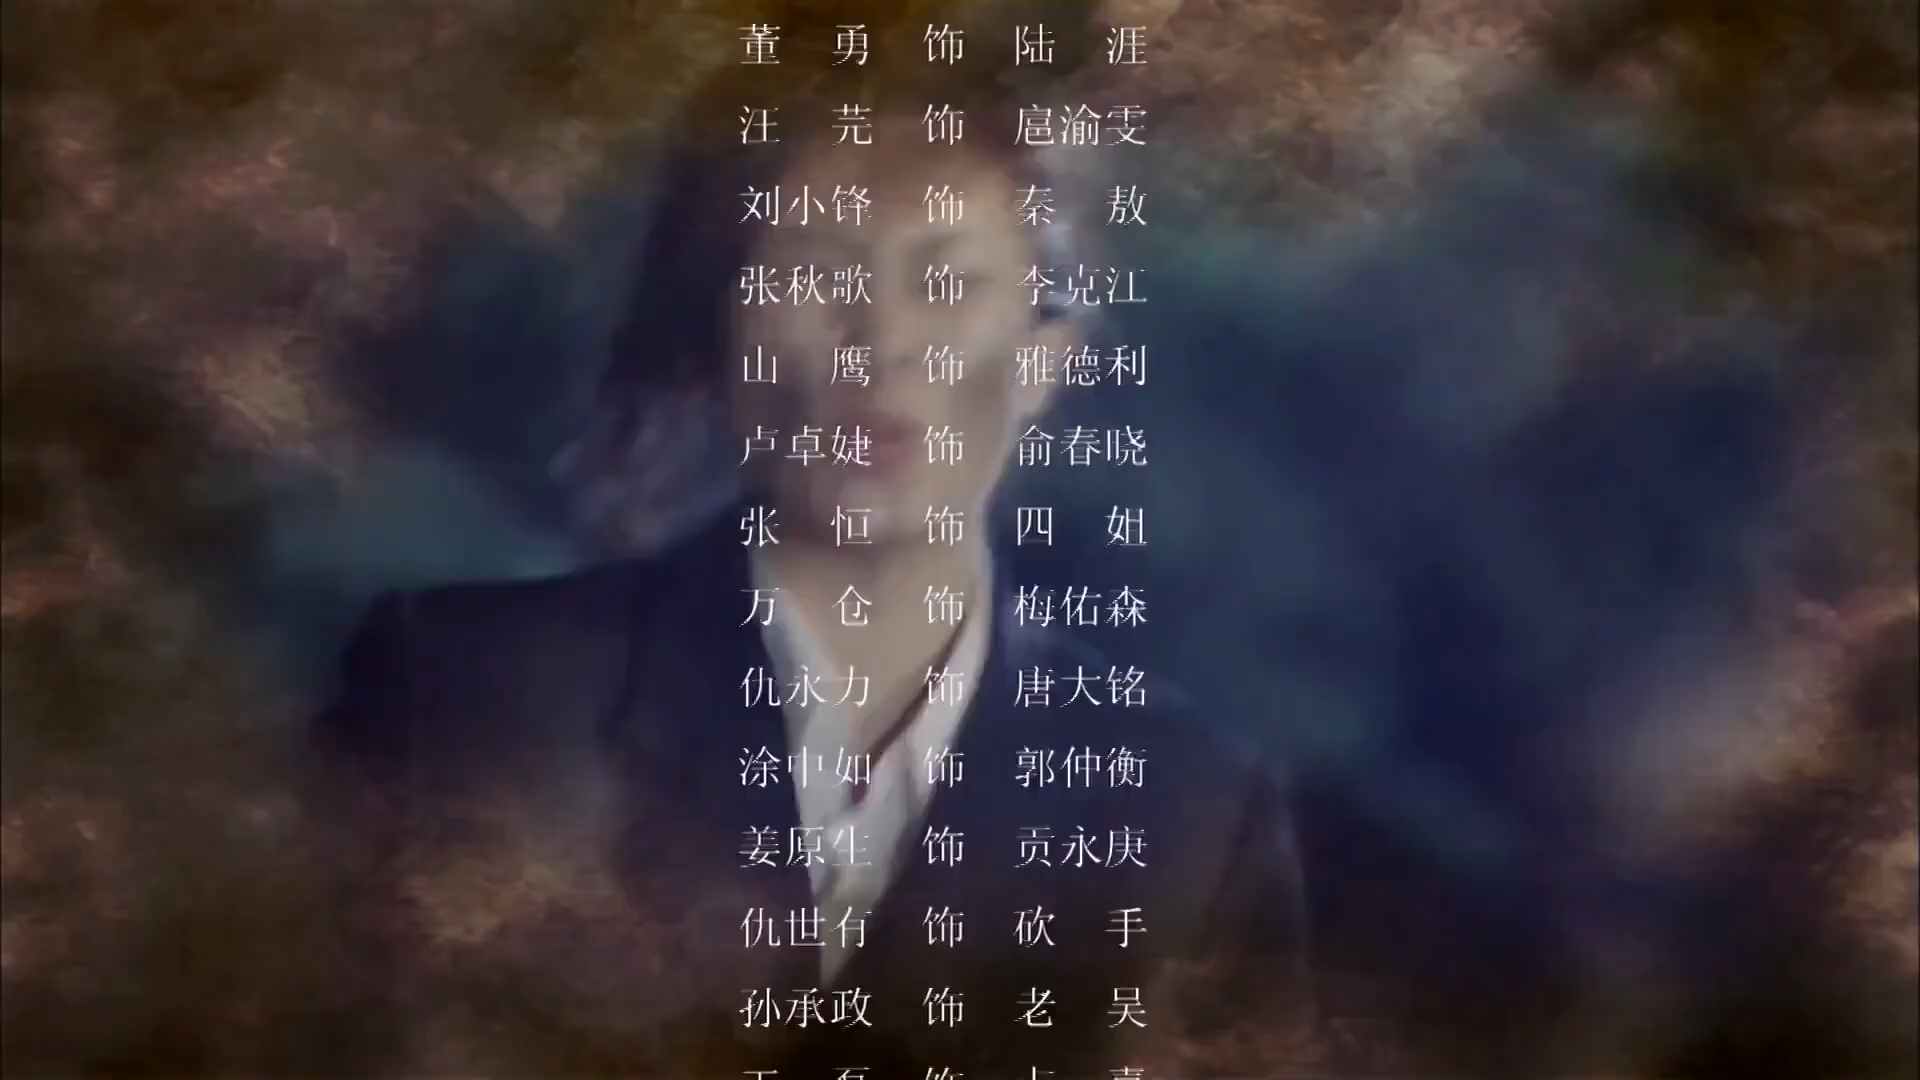 董勇 饰 陆涯
汪芫 饰 扈渝雯
刘小锋 饰 秦敖
张秋歌 饰 李克江
山鹰 饰 雅德利
卢卓婕 饰 俞春晓
张恒 饰 四姐
万仓 饰 梅佑森
仇永力 饰 唐大铭
涂中如 饰 郭仲衡
姜原生 饰 贡永庚
仇世有 饰 砍手
孙承政 饰 老吴